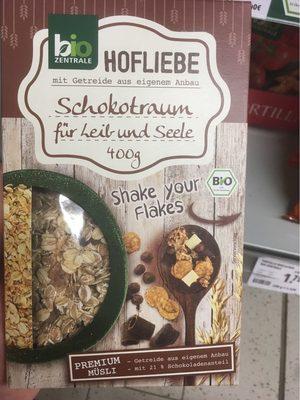 bio
ZENTRALE
HOFLIEBE
mit Getreide aus eigenem Anbau
Schokotraum
für Leib und Seele
400g
Shake your
Flakes
BIO
PREMIUM
MÜSLI
- Getreide aus eigenem Anbau
- mit 21 % Schokoladenanteil